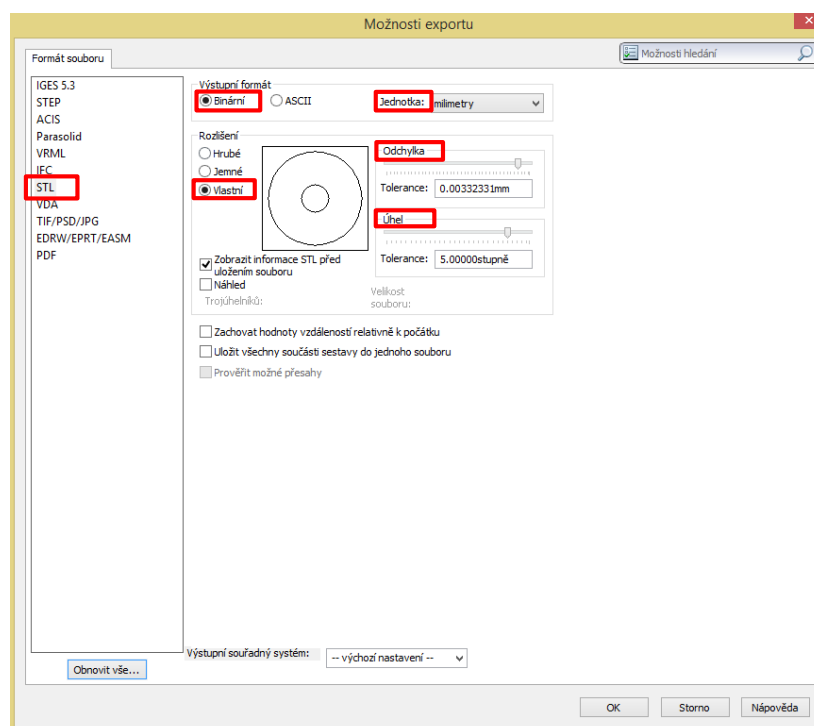 Možnosti exportu
Možnosti hledání
Formát souboru
IGES 5.3
STEP
ACIS
Parasolid
VRML
IFC
STL
VDA
TIF/PSD/JPG
EDRW/EPRT/EASM
PDF
Obnovit vše...
Výstupní formát
Binární
ASCII
Jednotka:
milimetry
Rozlišení
Hrubé
Jemné
Vlastní
Odchylka
Tolerance:
0.00332331mm
Úhel
Tolerance:
5.00000stupně
Zobrazit informace STL před
uložením souboru
Náhled
Trojúhelníků:
Velikost
souboru:
Zachovat hodnoty vzdáleností relativně k počátku
Uložit všechny součásti sestavy do jednoho souboru
Prověřit možné přesahy
Výstupní souřadný systém:
-- výchozí nastavení --
OK
Storno
Nápověda